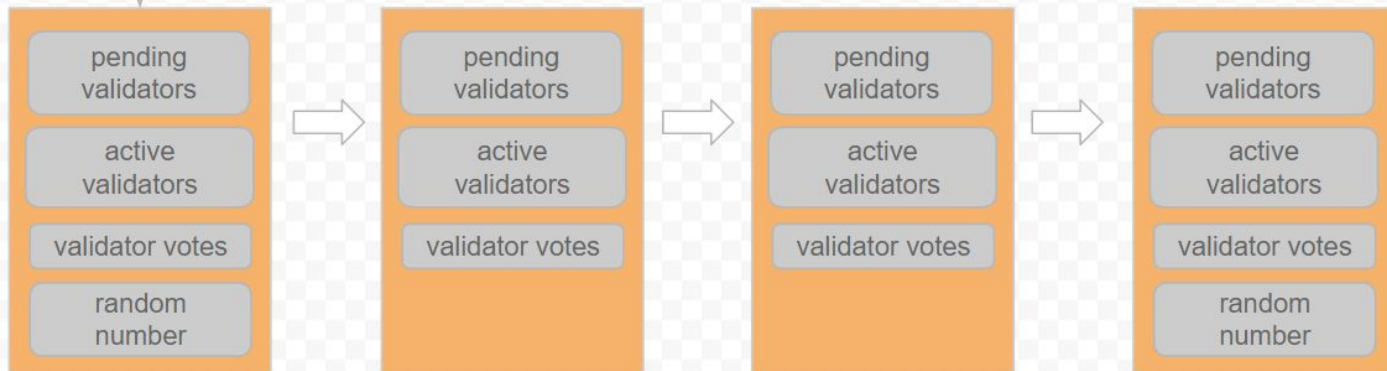 pending
validators
active
validators
validator votes
random
number
pending
validators
active
validators
validator votes
pending
validators
active
validators
validator votes
pending
validators
active
validators
validator votes
random
number